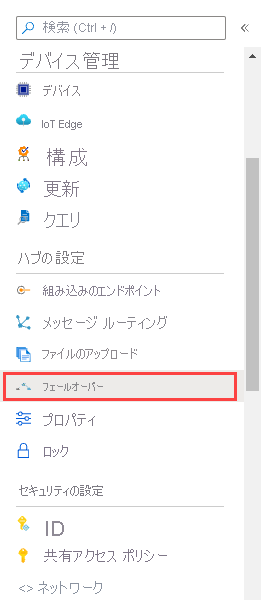 検索 (Ctrl + /)
«
デバイス管理
デバイス
IoT Edge
構成
更新
クエリ
ハブの設定
組み込みのエンドポイント
メッセージ ルーティング
ファイルのアップロード
フェールオーバー
プロパティ
ロック
セキュリティの設定
ID
共有アクセス ポリシー
<> ネットワーク